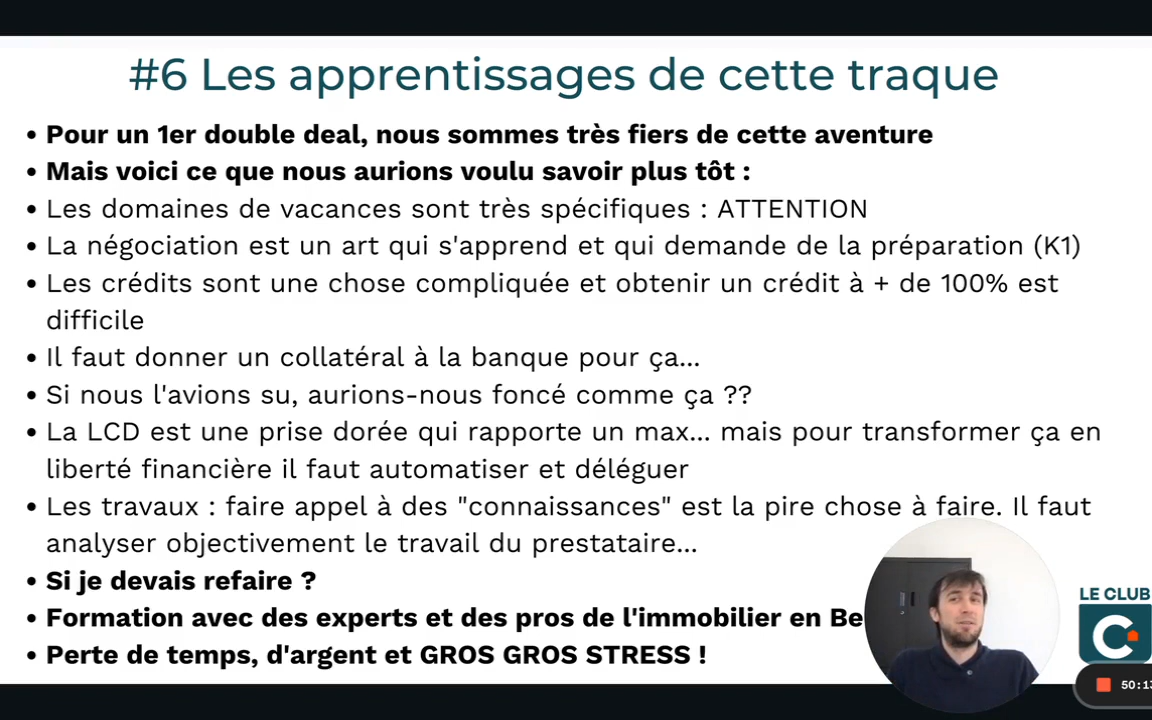 #6 Les apprentissages de cette traque
• Pour un 1er double deal, nous sommes très fiers de cette aventure
• Mais voici ce que nous aurions voulu savoir plus tôt :
• Les domaines de vacances sont très spécifiques : ATTENTION
• La négociation est un art qui s'apprend et qui demande de la préparation (K1)
• Les crédits sont une chose compliquée et obtenir un crédit à + de 100% est
difficile
• Il faut donner un collatéral à la banque pour ça...
• Si nous l'avions su, aurions-nous foncé comme ça ??
• La LCD est une prise dorée qui rapporte un max... mais pour transformer ça en
liberté financière il faut automatiser et déléguer
• Les travaux : faire appel à des "connaissances" est la pire chose à faire. Il faut
analyser objectivement le travail du prestataire...
• Si je devais refaire ?
• Formation avec des experts et des pros de l'immobilier en Be
• Perte de temps, d'argent et GROS GROS STRESS !
LE CLUB
C
50:13